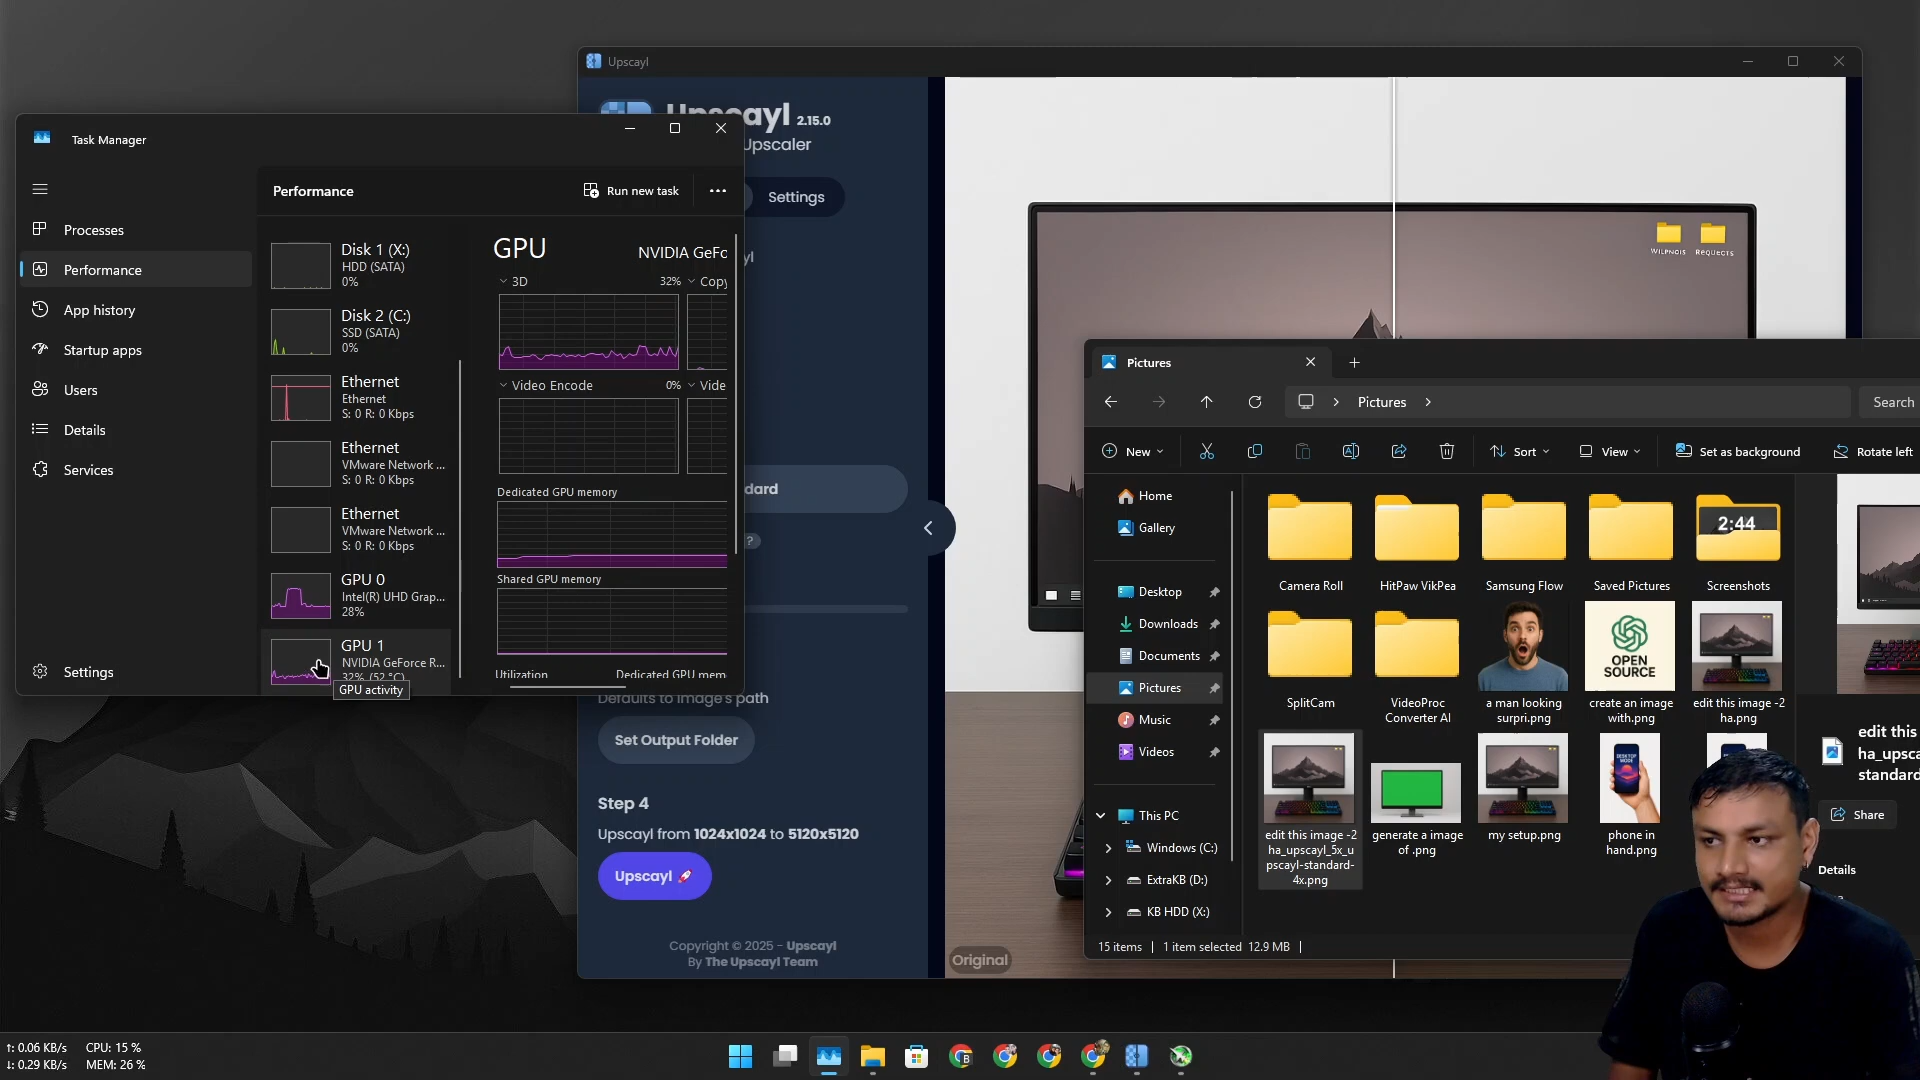 Upscayl
Upscayl 2.15.0
Upscaler
Settings
yl
dard
?
Defaults to image's path
Set Output Folder
Step 4
Upscayl from 1024x1024 to 5120x5120
Upscayl
Copyright © 2025 - Upscayl
By The Upscayl Team
Original
Task Manager
Processes
Performance
App history
Startup apps
Users
Details
Services
Settings
Performance
Run new task
Disk 1 (X:)
HDD (SATA)
0%
Disk 2 (C:)
SSD (SATA)
0%
Ethernet
Ethernet
S: 0 R: 0 Kbps
Ethernet
VMware Network ...
S: 0 R: 0 Kbps
Ethernet
VMware Network ...
S: 0 R: 0 Kbps
GPU 0
Intel(R) UHD Grap...
28%
GPU 1
NVIDIA GeForce R...
32% (52 °C)
GPU activity
GPU
NVIDIA GeFo
3D 32%
Copy
Video Encode 0%
Vide
Dedicated GPU memory
Shared GPU memory
Utilization
Dedicated GPU mem
Pictures
Pictures
Search
New
Sort
View
Set as background
Rotate left
Home
Gallery
Desktop
Downloads
Documents
Pictures
Music
Videos
This PC
Windows (C:)
ExtraKB (D:)
KB HDD (X:)
2:44
Camera Roll
HitPaw VikPea
Samsung Flow
Saved Pictures
Screenshots
OPEN
SOURCE
SplitCam
VideoProc
Converter AI
a man looking
surpri.png
create an image
with.png
edit this image -2
ha.png
edit this image -2
ha_upscayl_5x_u
pscayl-standard-
4x.png
generate a image
of .png
my setup.png
phone in
hand.png
edit this
ha_upsca
standard
Share
Details
15 items
1 item selected 12.9 MB
↑: 0.06 KB/s
↓: 0.29 KB/s
CPU: 15 %
MEM: 26 %